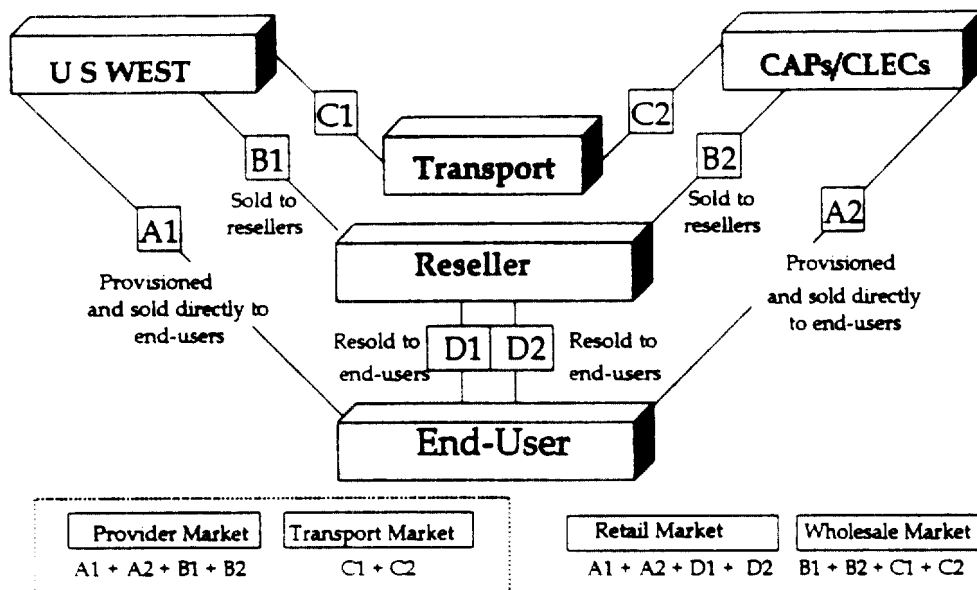 U S WEST
CAPs/CLECs
C1
C2
Transport
B1
B2
Sold to
resellers
Sold to
resellers
A1
A2
Reseller
Provisioned
and sold directly to
end-users
Provisioned
and sold directly
to end-users
Resold to
end-users
D1
D2
Resold to
end-users
End-User
Provider Market
Transport Market
Retail Market
Wholesale Market
A1 + A2 + B1 + B2
C1 + C2
A1 + A2 + D1 + D2
B1 + B2 + C1 + C2